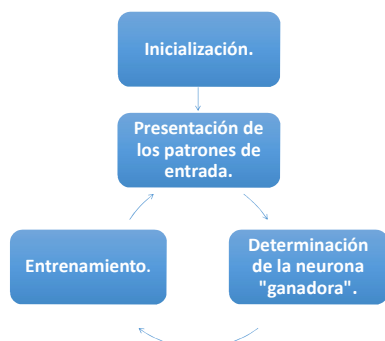 Inicialización.
Presentación de
los patrones de
entrada.
Entrenamiento.
Determinación
de la neurona
"ganadora".